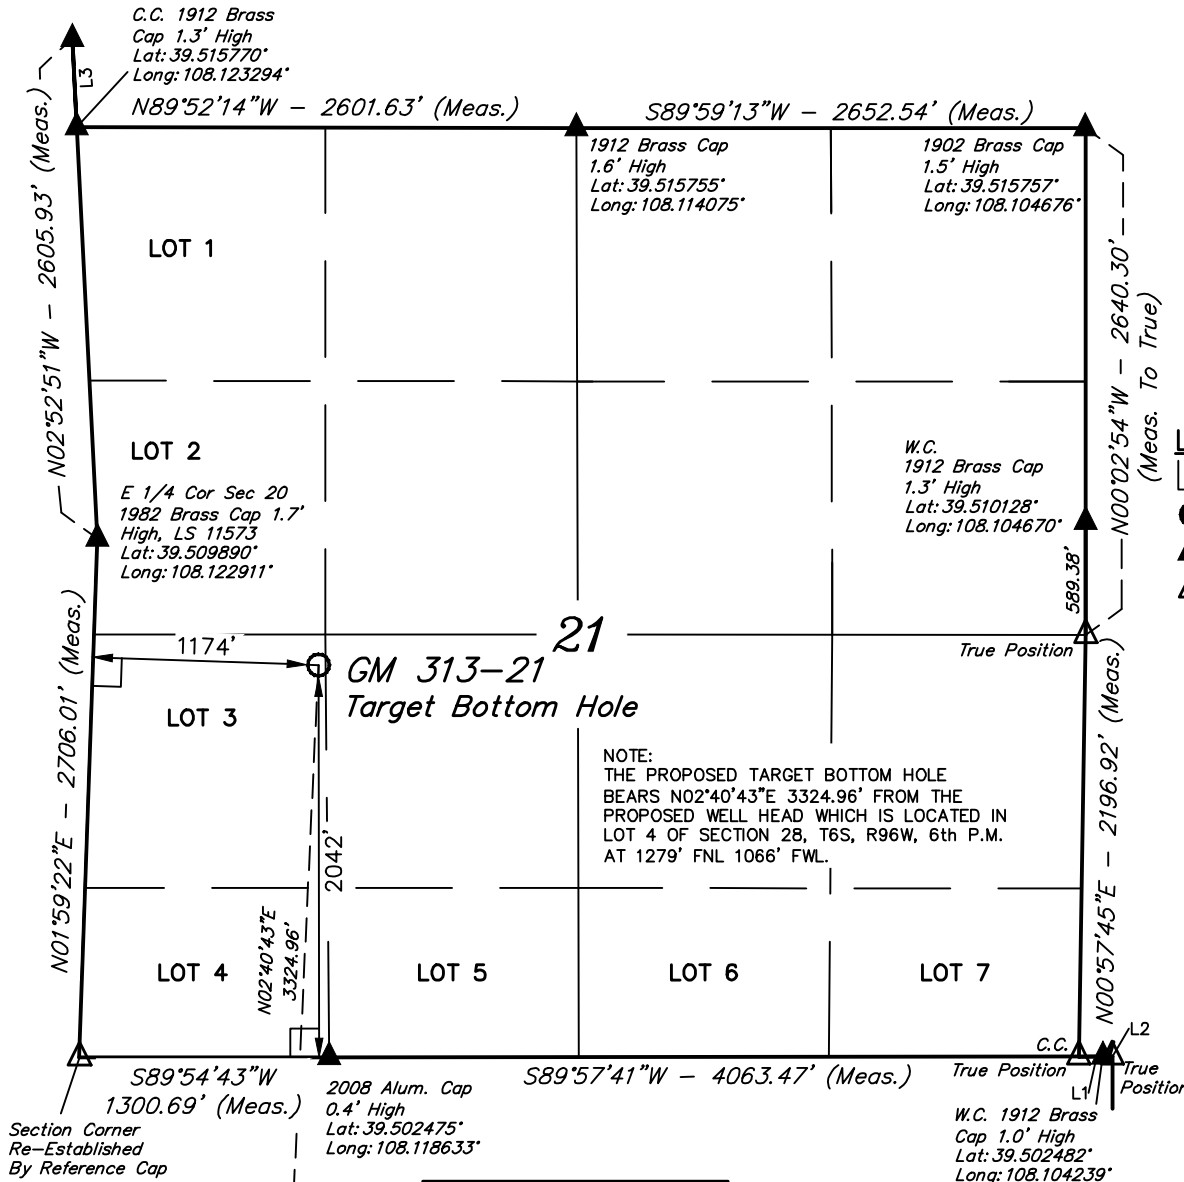 C.C. 1912 Brass
Cap 1.3' High
Lat: 39.515770°
Long: 108.123294°
L3
N89°52'14"W - 2601.63' (Meas.)
S89°59'13"W - 2652.54' (Meas.)
1912 Brass Cap
1.6' High
Lat: 39.515755°
Long: 108.114075°
1902 Brass Cap
1.5' High
Lat: 39.515757°
Long: 108.104676°
N02°52'51"W - 2605.93' (Meas.)
LOT 1
N00°02'54"W - 2640.30'
(Meas. To True)
LOT 2
E 1/4 Cor Sec 20
1982 Brass Cap 1.7'
High, LS 11573
Lat: 39.509890°
Long: 108.122911°
W.C.
1912 Brass Cap
1.3' High
Lat: 39.510128°
Long: 108.104670°
L
589.38'
21
True Position
1174'
GM 313-21
Target Bottom Hole
LOT 3
N01°59'22"E - 2706.01' (Meas.)
NOTE:
THE PROPOSED TARGET BOTTOM HOLE
BEARS N02°40'43"E 3324.96' FROM THE
PROPOSED WELL HEAD WHICH IS LOCATED IN
LOT 4 OF SECTION 28, T6S, R96W, 6th P.M.
AT 1279' FNL 1066' FWL.
2042'
N02°40'43"E
3324.96'
N00°57'45"E - 2196.92' (Meas.)
LOT 4
LOT 5
LOT 6
LOT 7
L2
C.C.
True Position
L1
True
Position
S89°54'43"W
1300.69' (Meas.)
S89°57'41"W - 4063.47' (Meas.)
2008 Alum. Cap
0.4' High
Lat: 39.502475°
Long: 108.118633°
W.C. 1912 Brass
Cap 1.0' High
Lat: 39.502482°
Long: 108.104239°
Section Corner
Re-Established
By Reference Cap